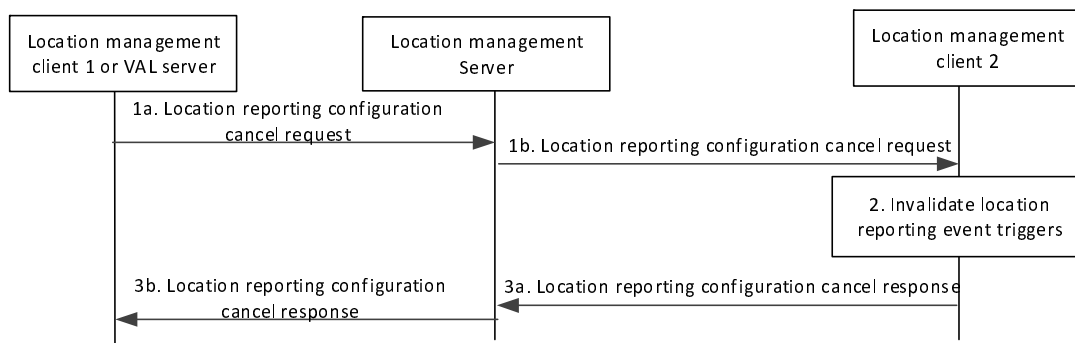 Location management
client 1 or VAL server
Location management
Server
Location management
client 2
1a. Location reporting configuration
cancel request
1b. Location reporting configuration cancel request
2. Invalidate location
reporting event triggers
3b. Location reporting configuration
cancel response
3a. Location reporting configuration cancel response